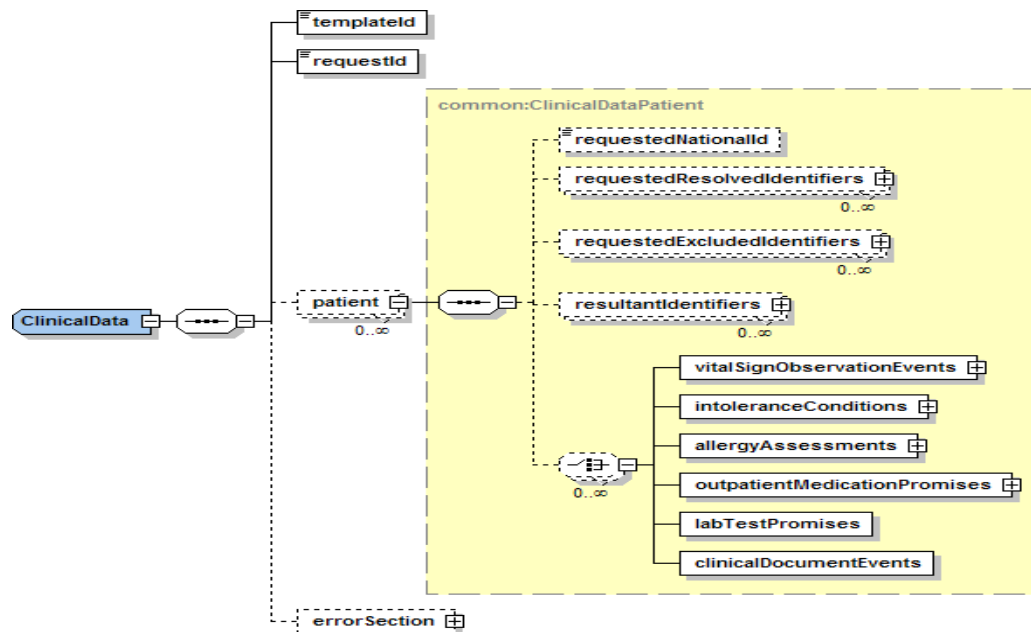 templateId
requestId
common:ClinicalDataPatient
requestedNationalId
requestedResolvedIdentifiers
0..∞
requestedExcludedIdentifiers
0..∞
ClinicalData
patient
0..∞
resultantIdentifiers
0..∞
vitalSignObservationEvents
intoleranceConditions
allergyAssessments
0..∞
outpatientMedicationPromises
labTestPromises
clinicalDocumentEvents
errorSection